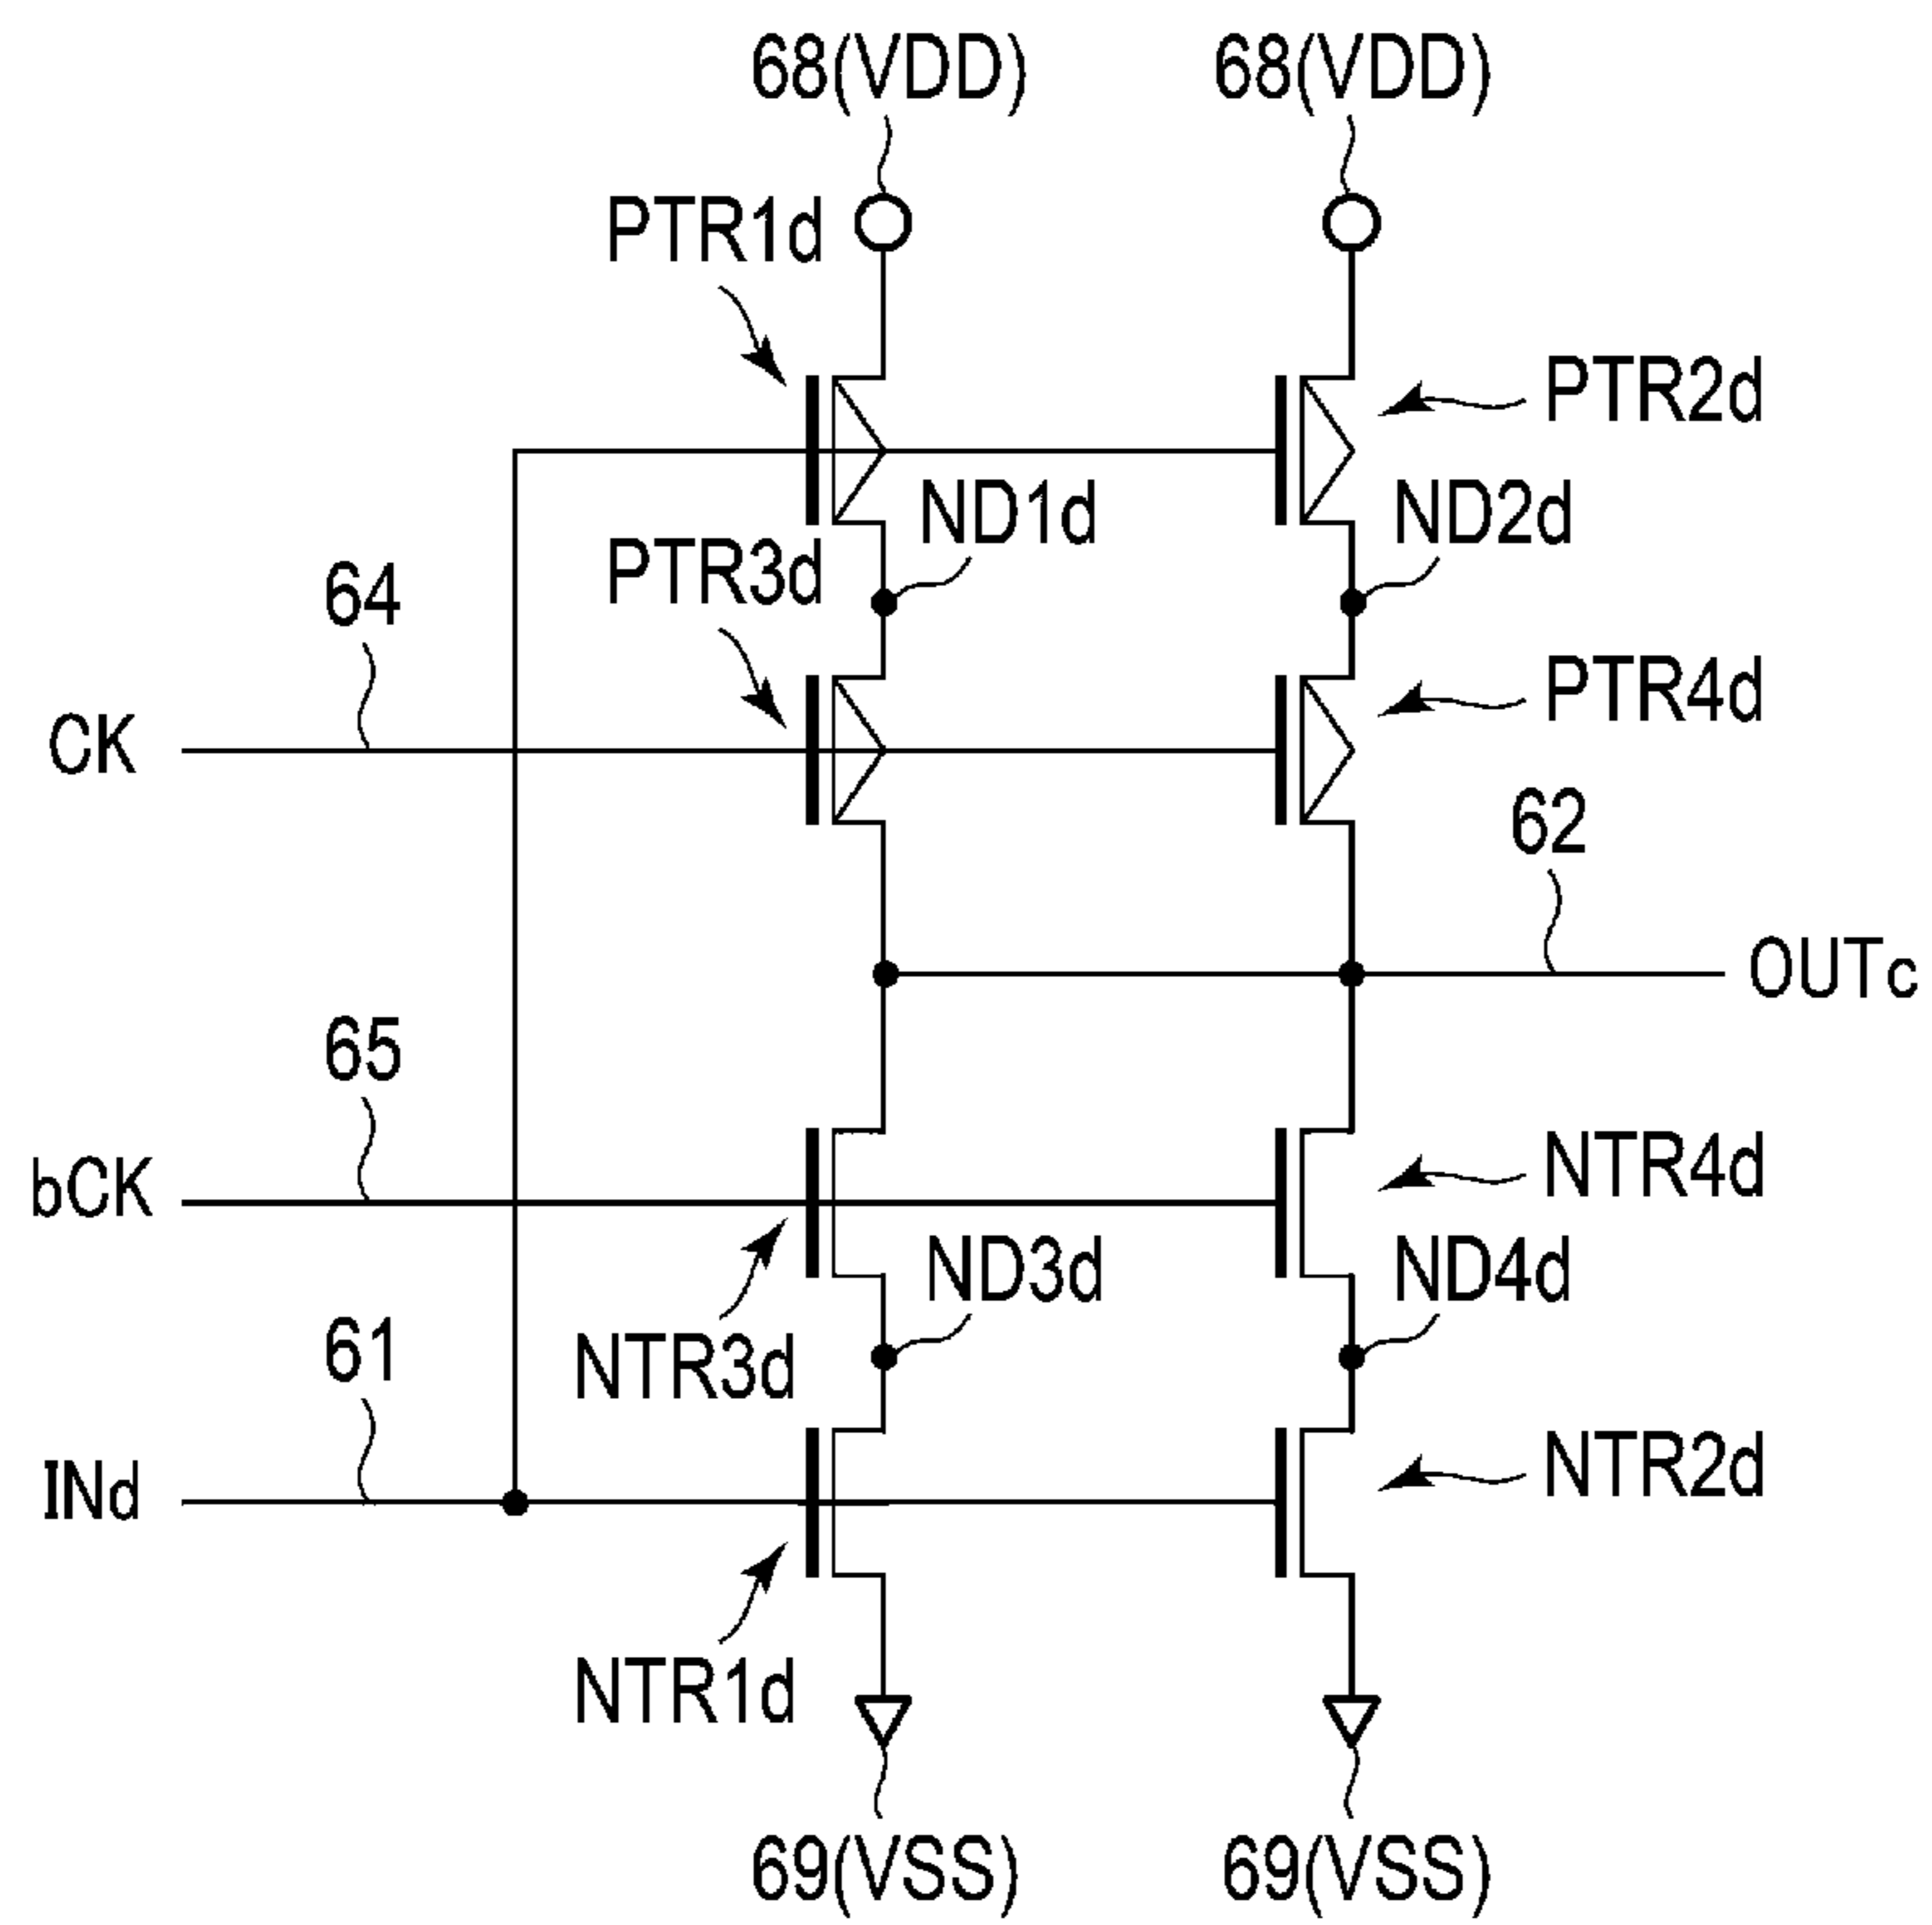 68(VDD) 68(VDD)
PTR1d
PTR2d
ND1d ND2d
PTR3d
64
PTR4d
CK
62
OUTc
65
bCK
NTR4d
ND3d ND4d
61
NTR3d
INd
NTR2d
NTR1d
69(VSS) 69(VSS)